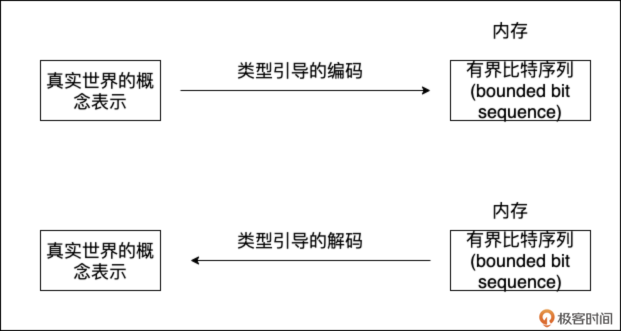 内存
真实世界的概
念表示
类型引导的编码
有界比特序列
(bounded bit
sequence)
内存
真实世界的概
念表示
类型引导的解码
有界比特序列
(bounded bit
sequence)
极客时间